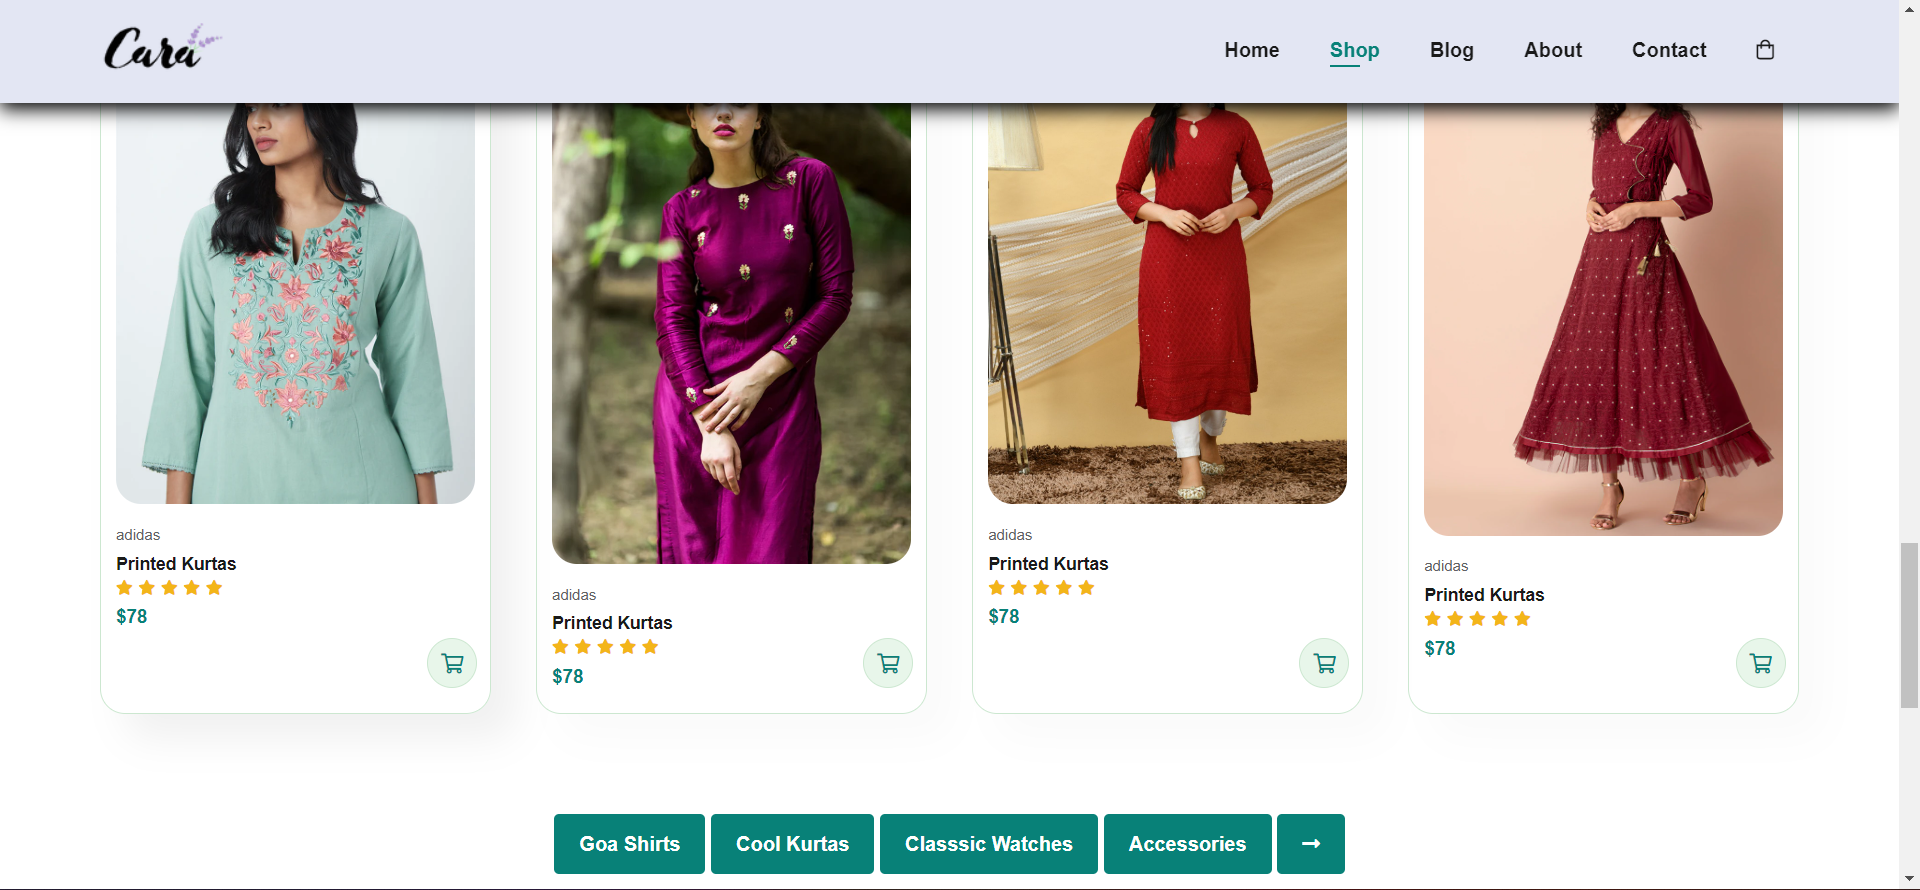 Cara
Home Shop Blog About Contact
adidas
Printed Kurtas
$78
adidas
Printed Kurtas
$78
adidas
Printed Kurtas
$78
adidas
Printed Kurtas
$78
Goa Shirts Cool Kurtas Classsic Watches Accessories →